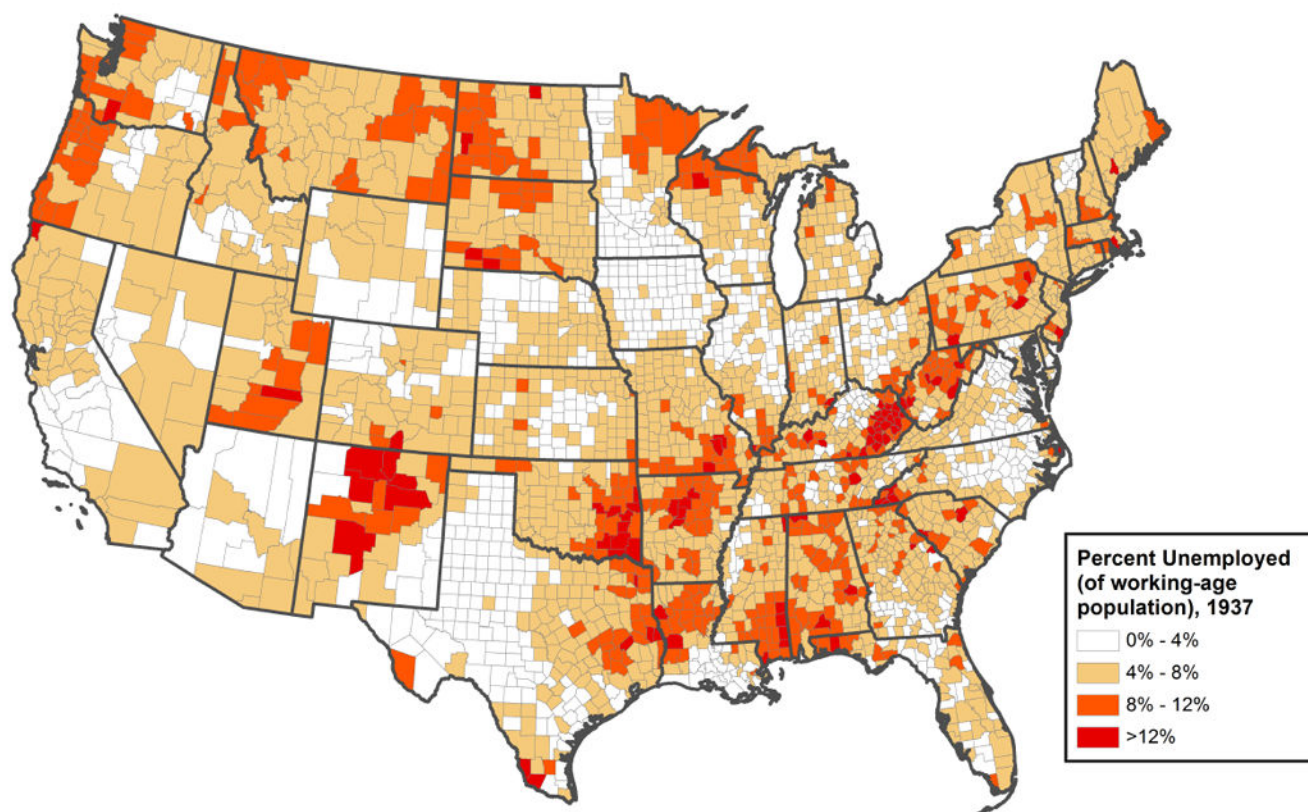 Percent Unemployed
(of working-age
population), 1937
0% - 4%
4% - 8%
8% - 12%
>12%